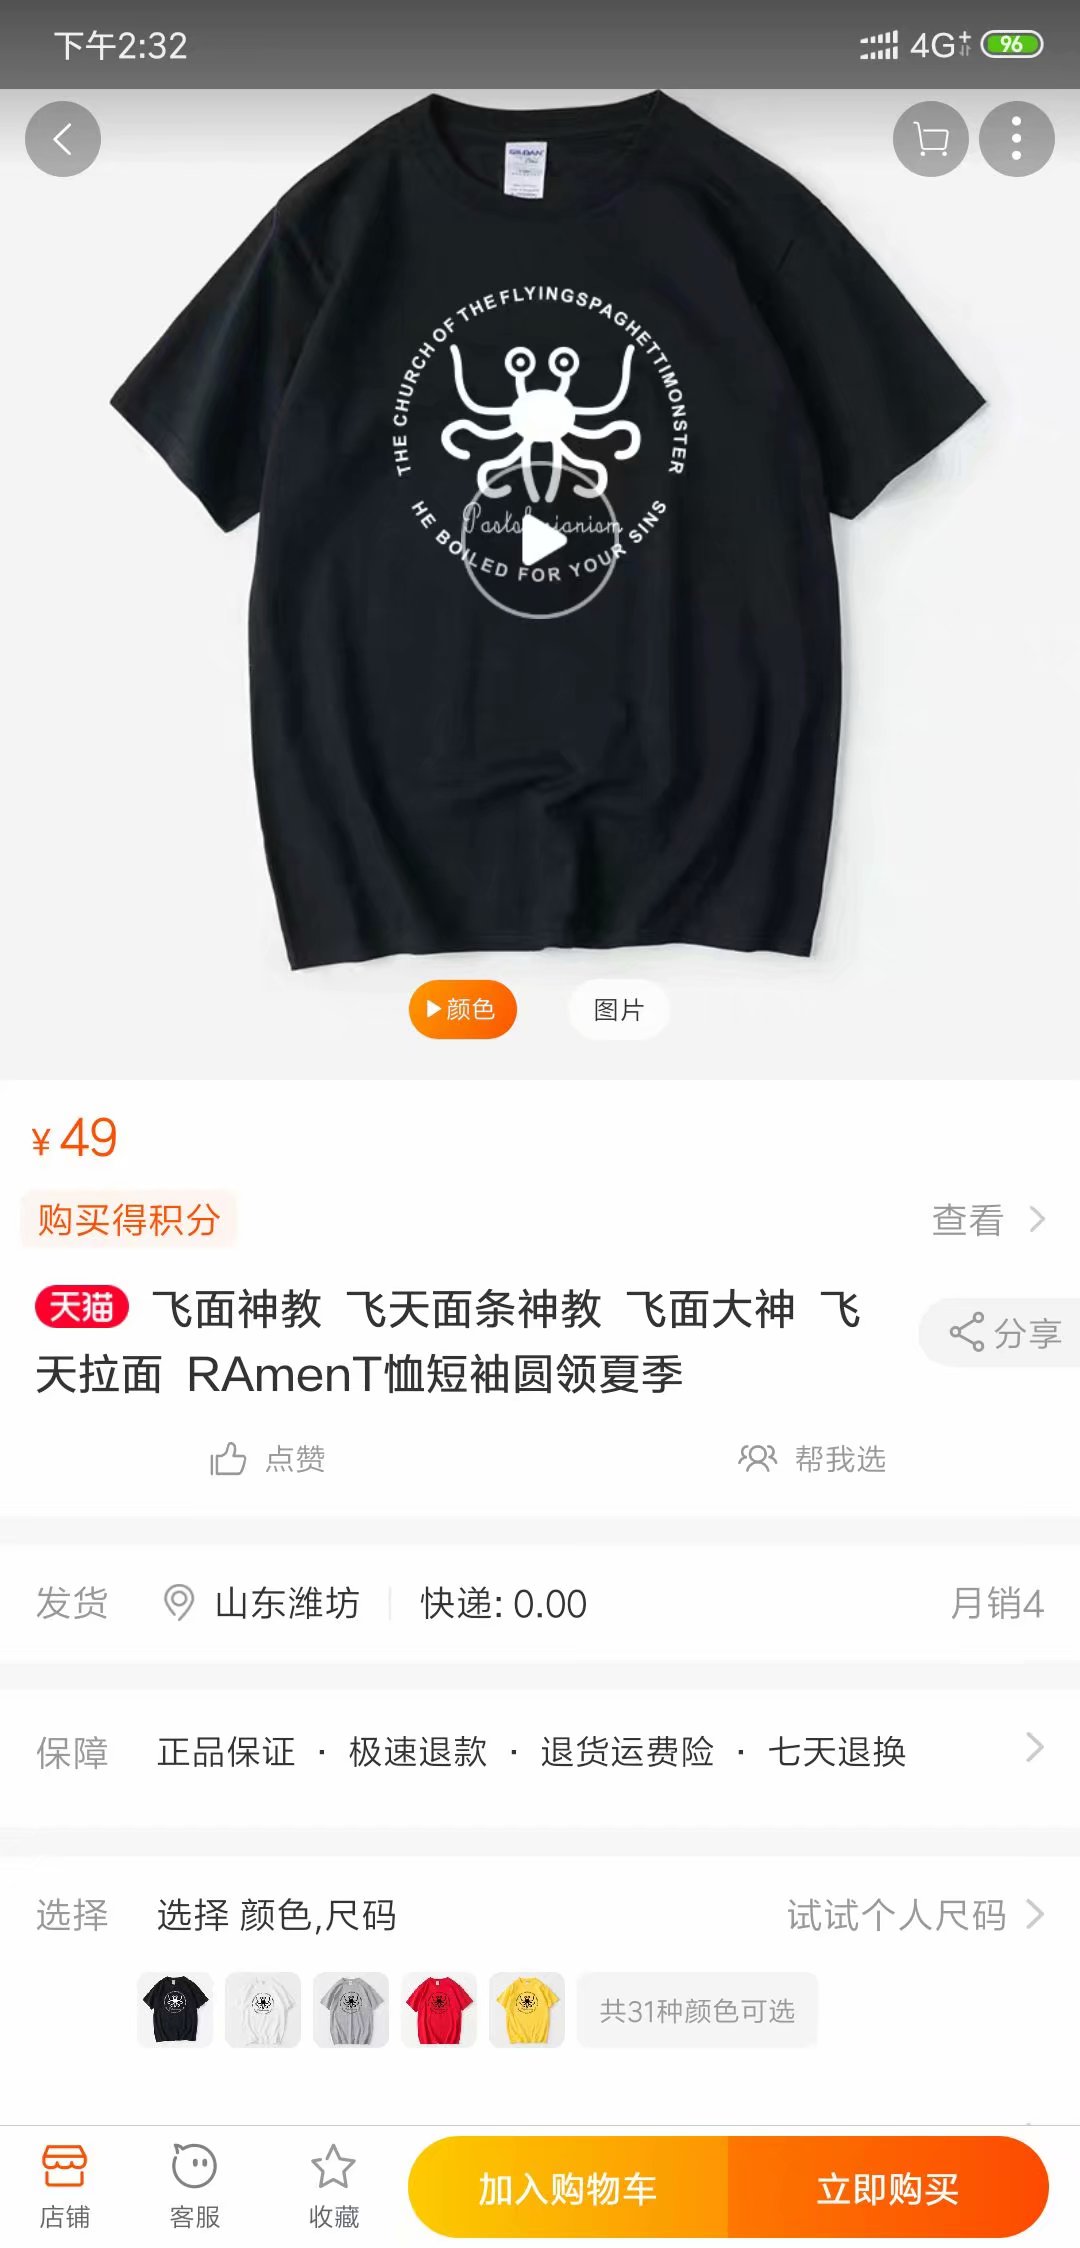 下午2:32
4G+
96
GILDAN
THE CHURCH OF THE FLYINGSPAGHETTIMONSTER
HE BOILED FOR YOUR SINS
颜色
图片
¥49
购买得积分
查看
天猫 飞面神教 飞天面条神教 飞面大神 飞
天拉面 RAmenT恤短袖圆领夏季
分享
点赞
帮我选
发货 山东潍坊 快递: 0.00 月销4
保障 正品保证 · 极速退款 · 退货运费险 · 七天退换
选择 选择 颜色,尺码 试试个人尺码
共31种颜色可选
店铺
客服
收藏
加入购物车
立即购买